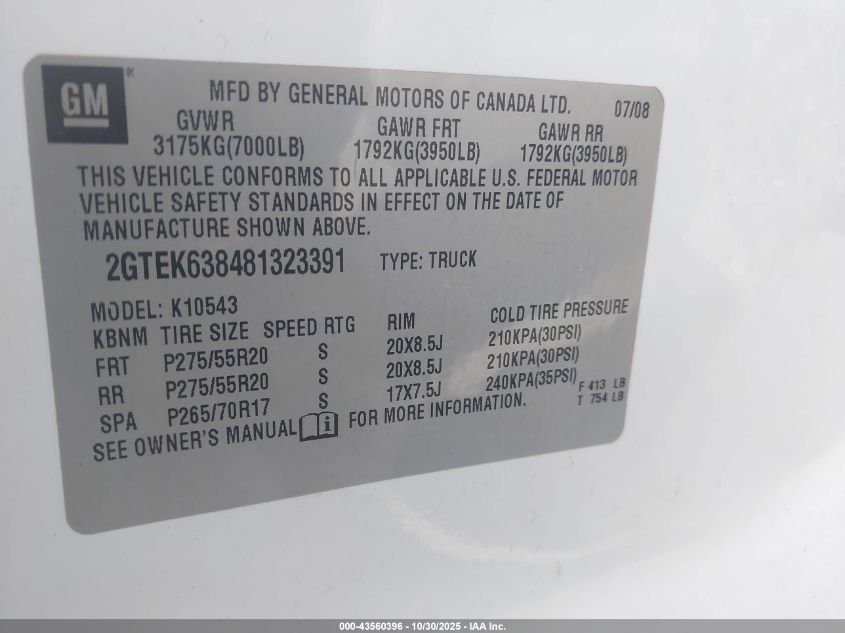 GM®
MFD BY GENERAL MOTORS OF CANADA LTD. 07/08
GVWR GAWR FRT GAWR RR
3175KG(7000LB) 1792KG(3950LB) 1792KG(3950LB)
THIS VEHICLE CONFORMS TO ALL APPLICABLE U.S. FEDERAL MOTOR
VEHICLE SAFETY STANDARDS IN EFFECT ON THE DATE OF
MANUFACTURE SHOWN ABOVE.
2GTEK638481323391 TYPE: TRUCK
MODEL: K10543
KBNM TIRE SIZE SPEED RTG RIM COLD TIRE PRESSURE
FRT P275/55R20 S 20X8.5J 210KPA(30PSI)
RR P275/55R20 S 20X8.5J 210KPA(30PSI)
SPA P265/70R17 S 17X7.5J 240KPA(35PSI) F 413 LB
T 754 LB
SEE OWNER'S MANUAL i FOR MORE INFORMATION.
000-43560396 - 10/30/2025 - IAA Inc.